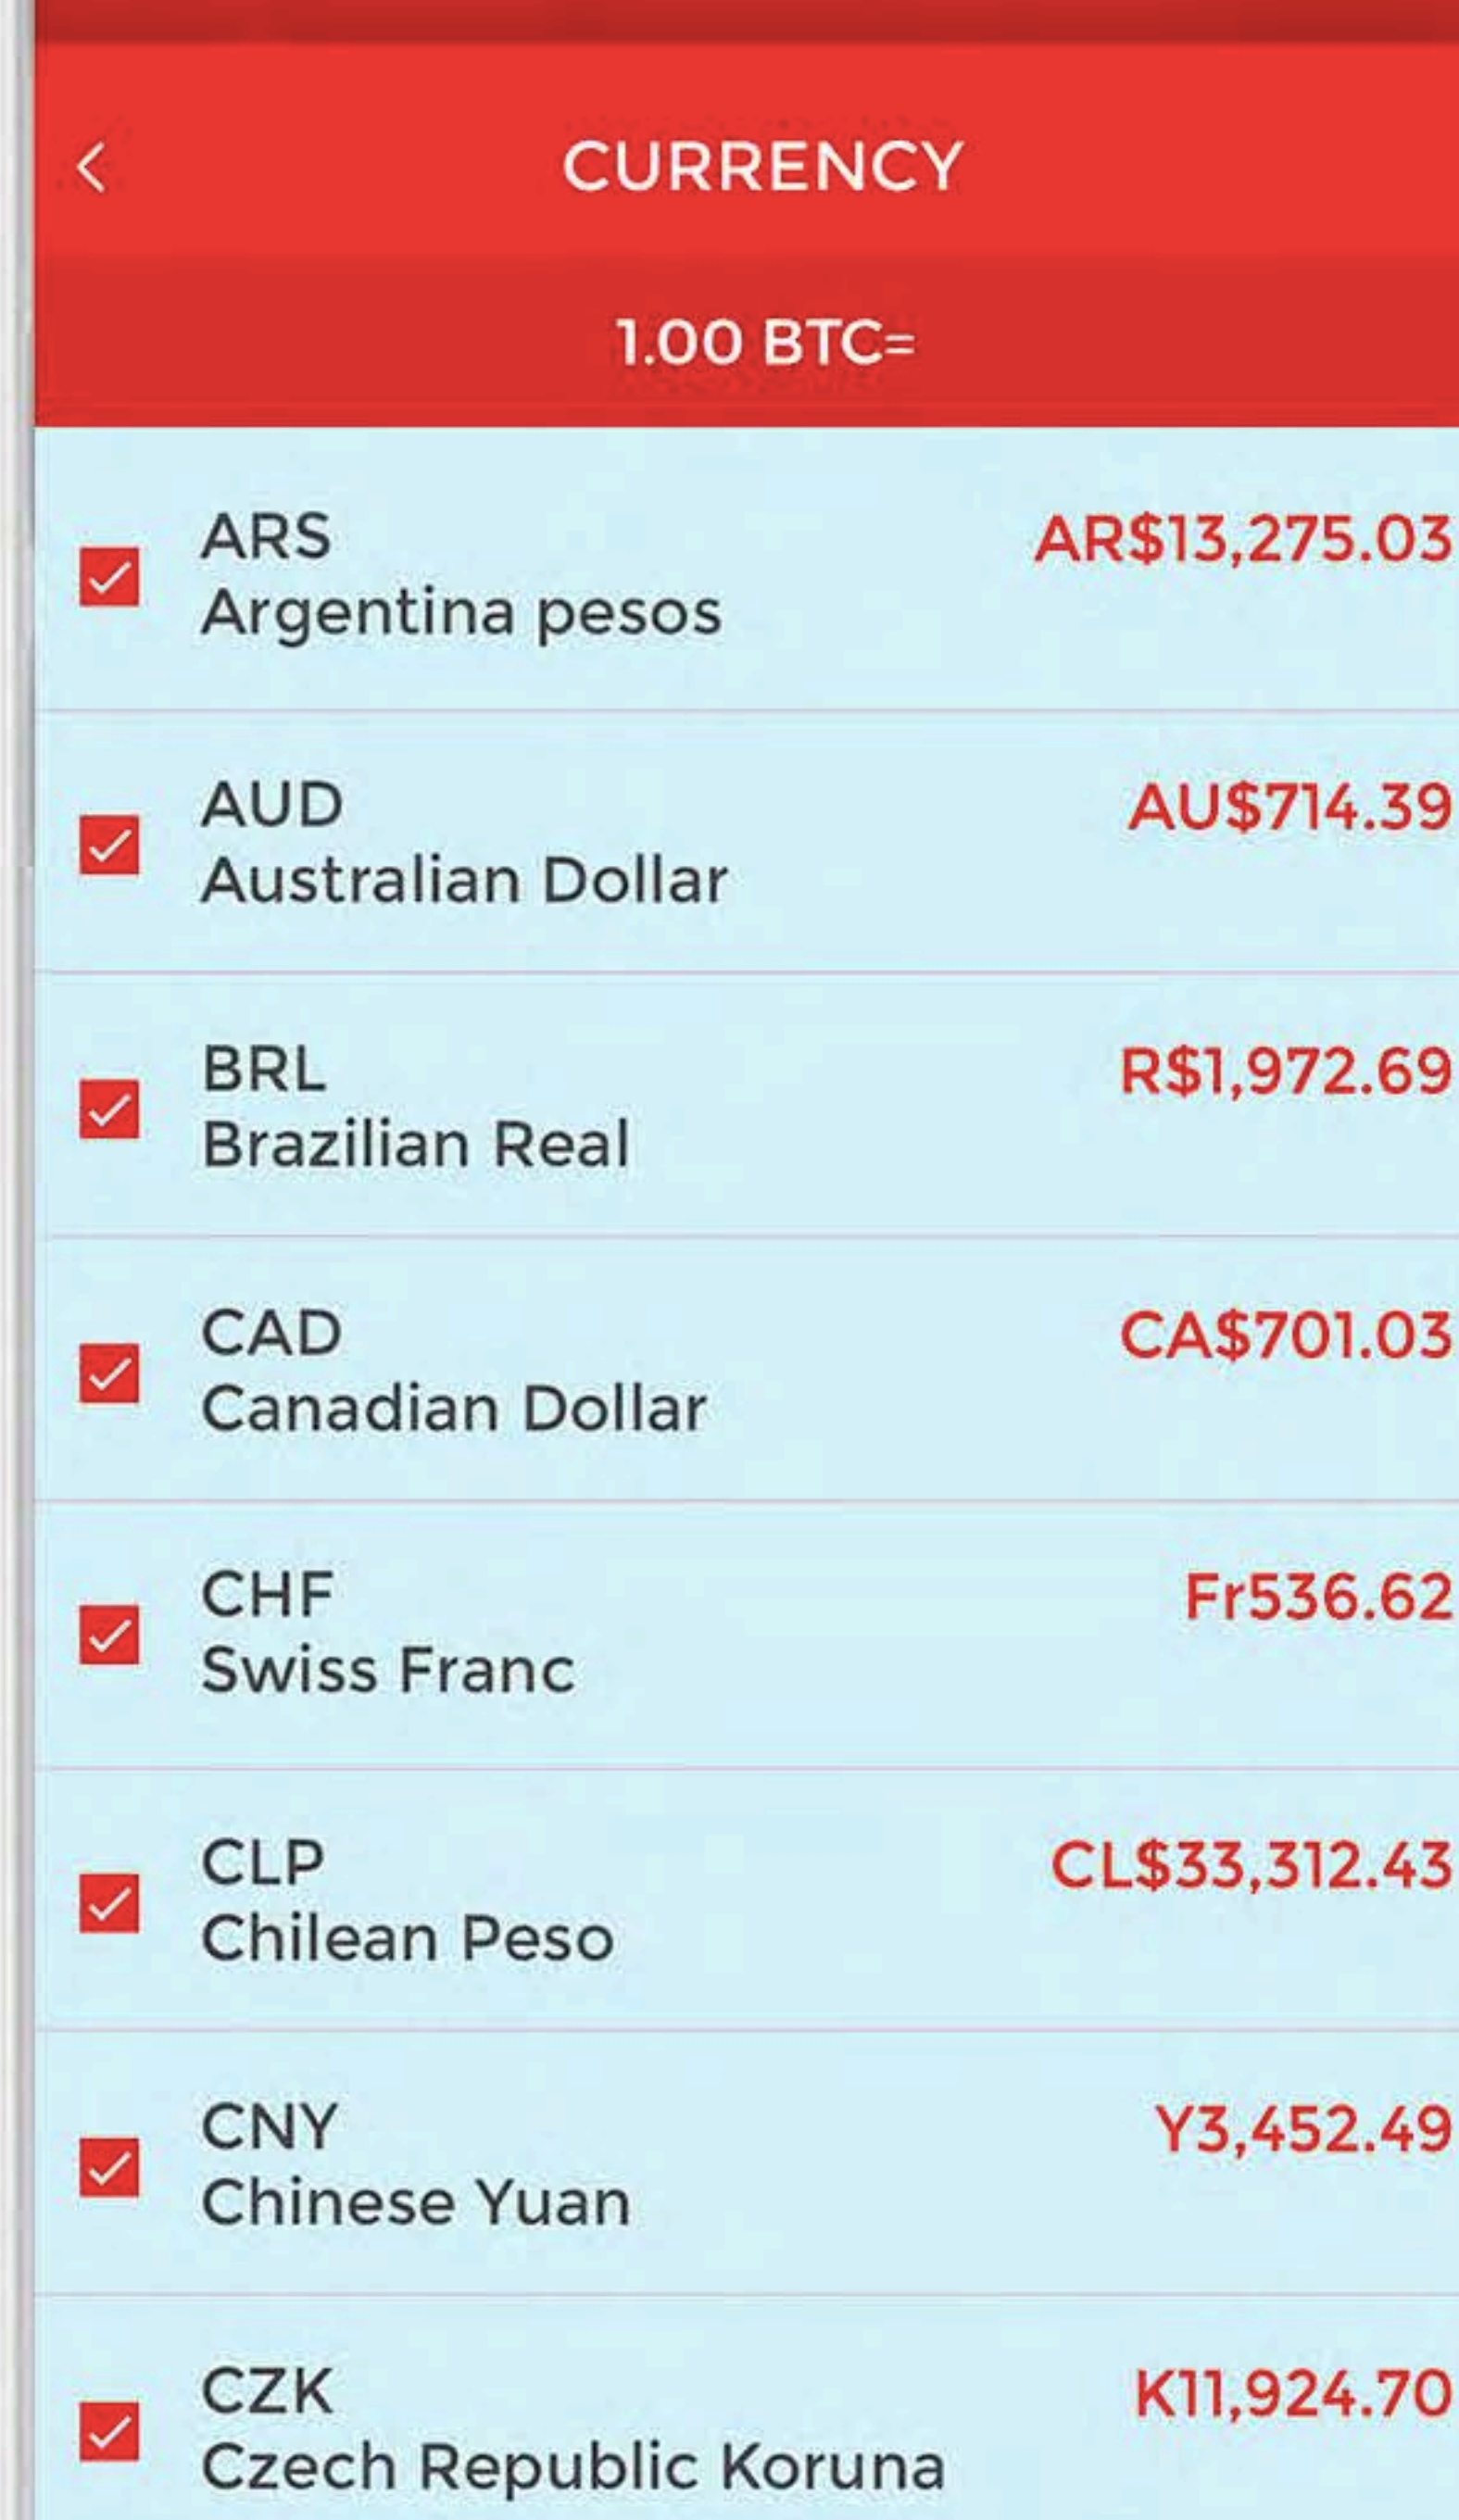 CURRENCY
1.00 BTC=
ARS
AR$13,275.03
Argentina pesos
AUD
AU$714.39
Australian Dollar
BRL
R$1,972.69
Brazilian Real
CAD
CA$701.03
Canadian Dollar
CHF
Fr536.62
Swiss Franc
CLP
CL$33,312.43
Chilean Peso
CNY
Y3,452.49
Chinese Yuan
CZK
K11,924.70
Czech Republic Koruna